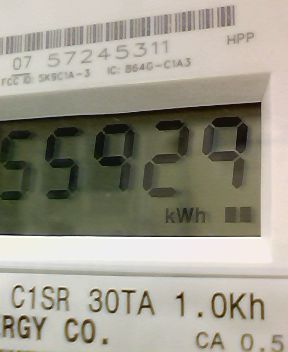 07 57245311
HPP
FCC ID: SK9C1A-3 IC: 864G-C1A3
55929
kWh
C1SR 30TA 1.0Kh
RGY CO.
CA 0.5